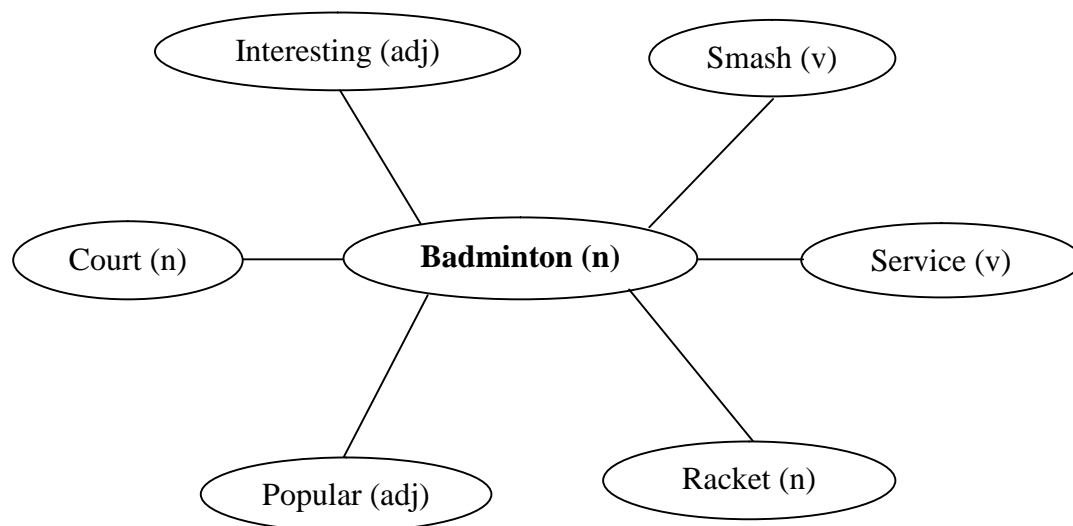 Interesting (adj)
Smash (v)
Court (n)
Badminton (n)
Service (v)
Popular (adj)
Racket (n)